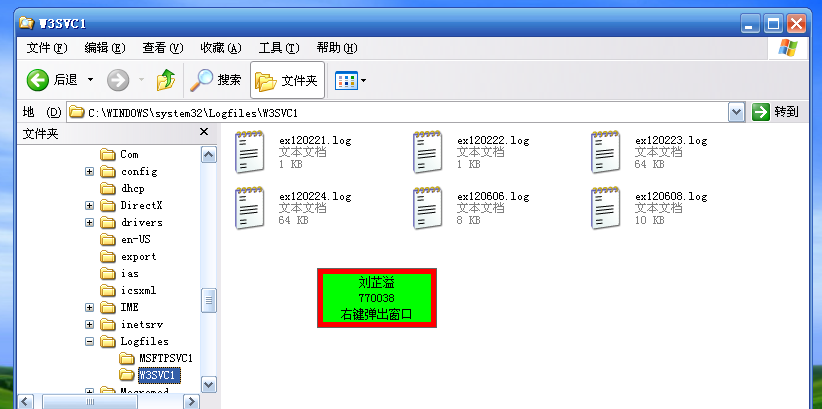 W3SVC1
文件(F) 编辑(E) 查看(V) 收藏(A) 工具(T) 帮助(H)
后退 搜索 文件夹
地 (D) C:\WINDOWS\system32\Logfiles\W3SVC1 转到
文件夹
Com
config
dhcp
DirectX
drivers
en-US
export
ias
icsxml
IME
inetsrv
Logfiles
MSFTPSVC1
W3SVC1
Macromed
ex120221.log
文本文档
1 KB
ex120222.log
文本文档
1 KB
ex120223.log
文本文档
64 KB
ex120224.log
文本文档
64 KB
ex120606.log
文本文档
8 KB
ex120608.log
文本文档
10 KB
刘芷溢
770038
右键弹出窗口